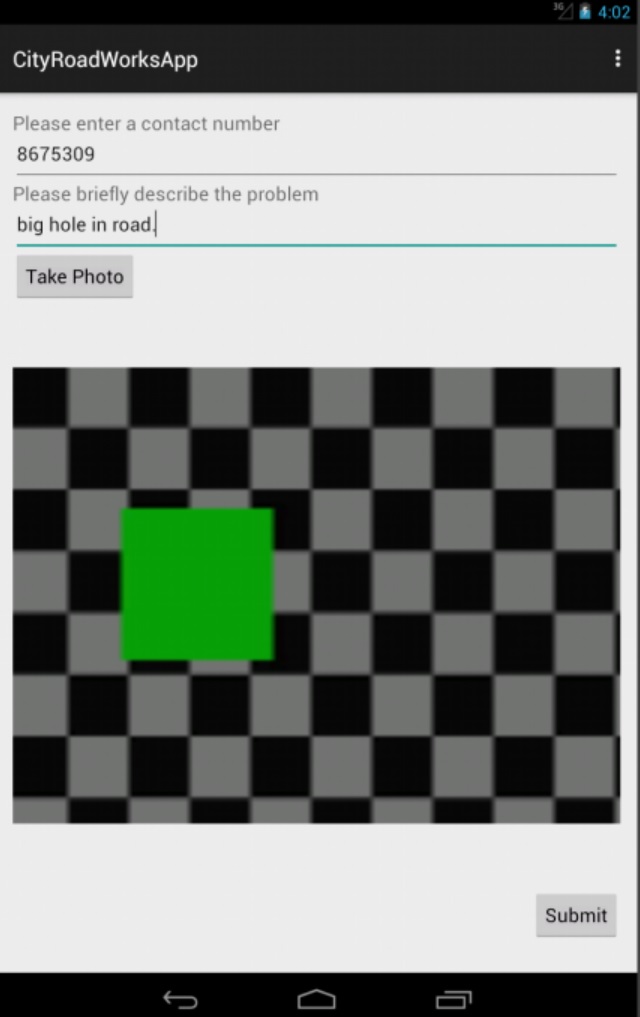 3G 4:02
CityRoadWorksApp
Please enter a contact number
8675309
Please briefly describe the problem
big hole in road.
Take Photo
Submit